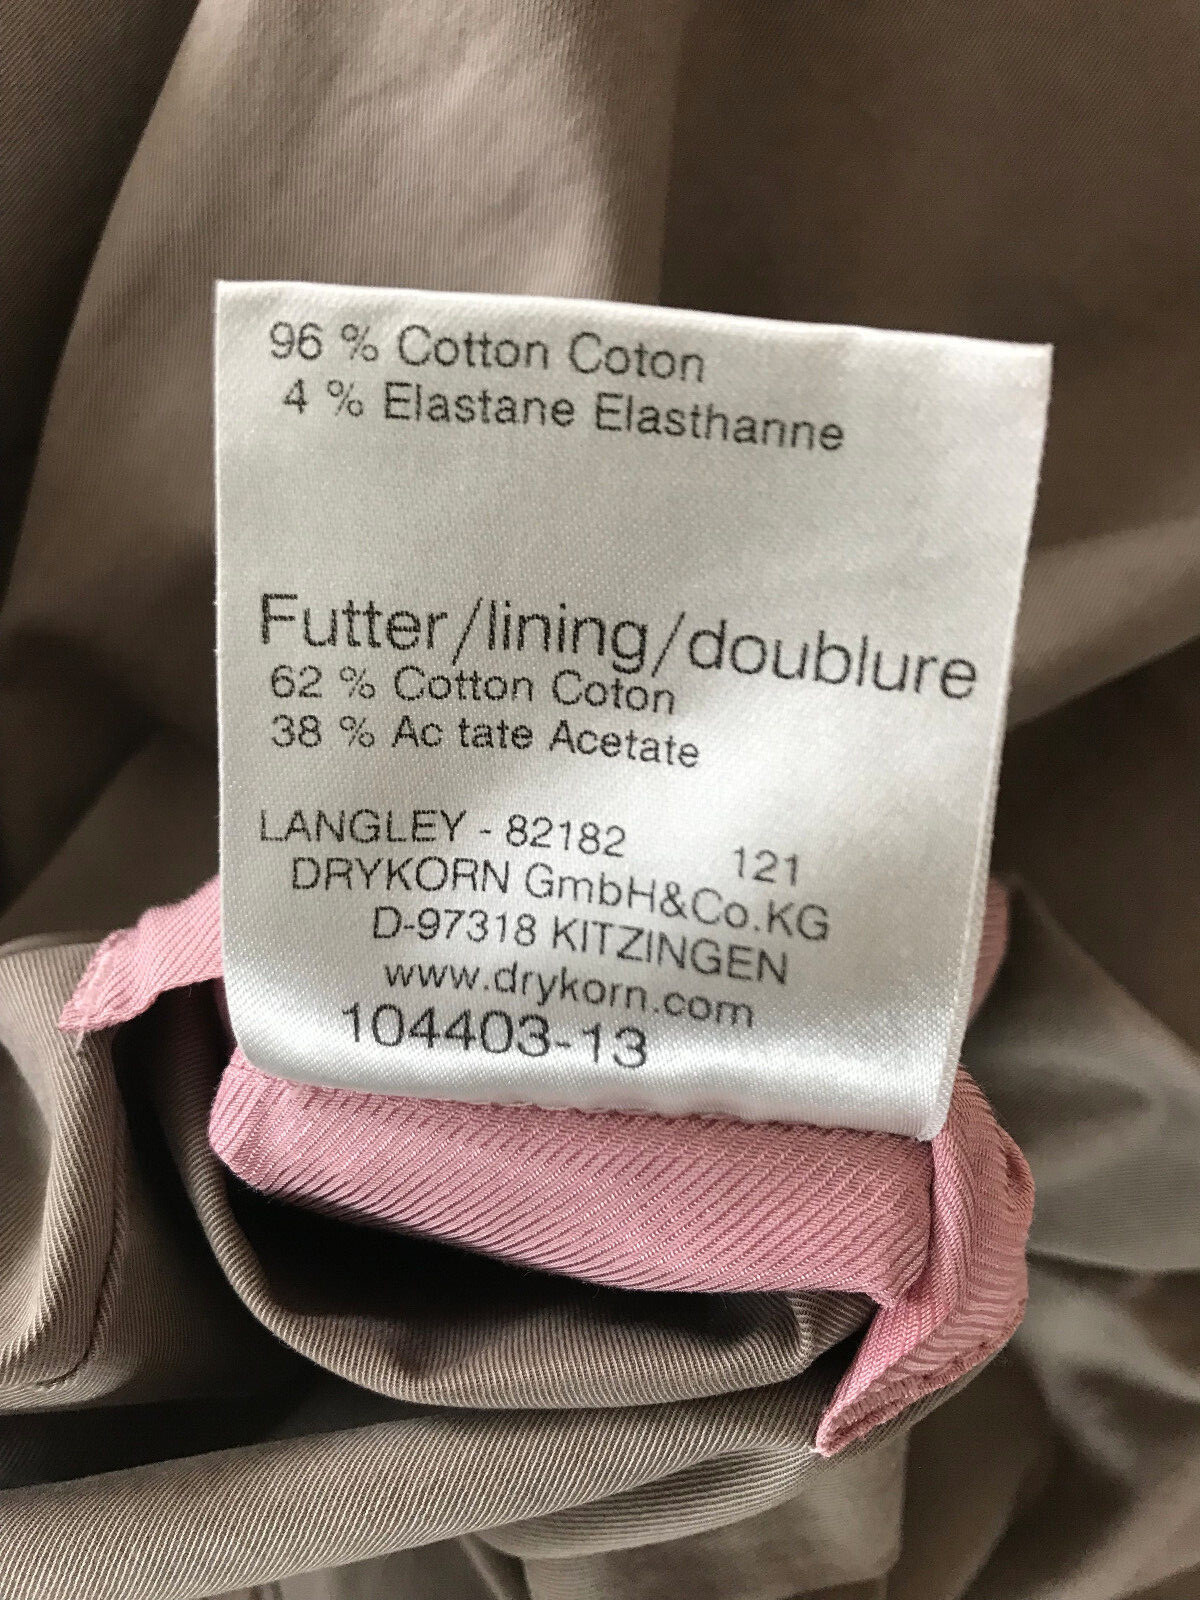 96 % Cotton Coton
4 % Elastane Elasthanne
Futter/lining/doublure
62 % Cotton Coton
38 % Ac tate Acetate
LANGLEY - 82182 121
DRYKORN GmbH&Co.KG
D-97318 KITZINGEN
www.drykorn.com
104403-13